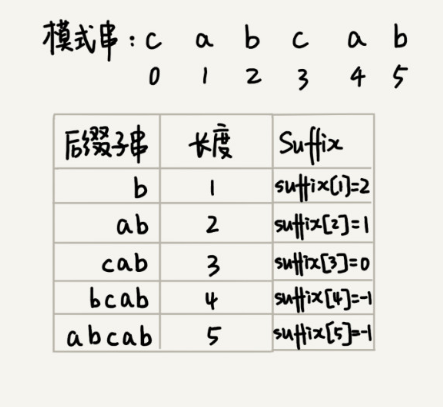 模式串：c a b c a b
0 1 2 3 4 5
后缀子串 长度 Suffix
b 1 suffix[1]=2
ab 2 suffix[2]=1
cab 3 suffix[3]=0
bcab 4 suffix[4]=-1
abcab 5 suffix[5]=-1